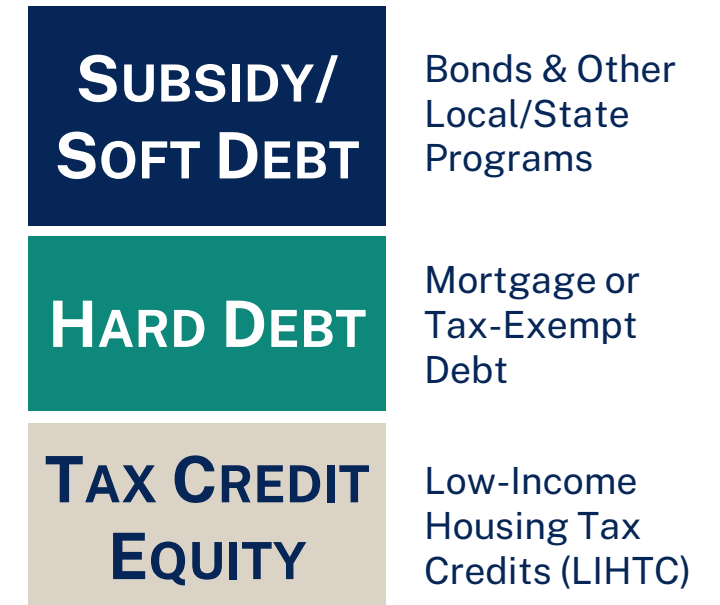 SUBSIDY/
SOFT DEBT
Bonds & Other
Local/State
Programs
HARD DEBT
Mortgage or
Tax-Exempt
Debt
TAX CREDIT
EQUITY
Low-Income
Housing Tax
Credits (LIHTC)